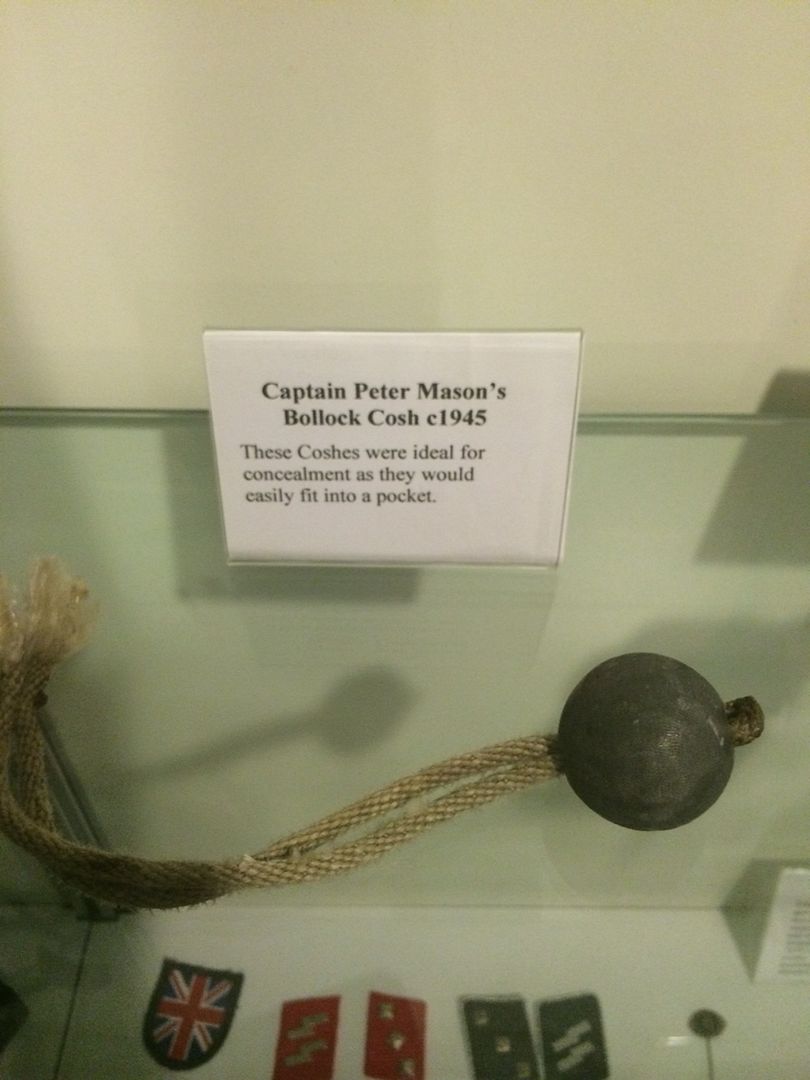 Captain Peter Mason's
Bollock Cosh c1945
These Coshes were ideal for
concealment as they would
easily fit into a pocket.